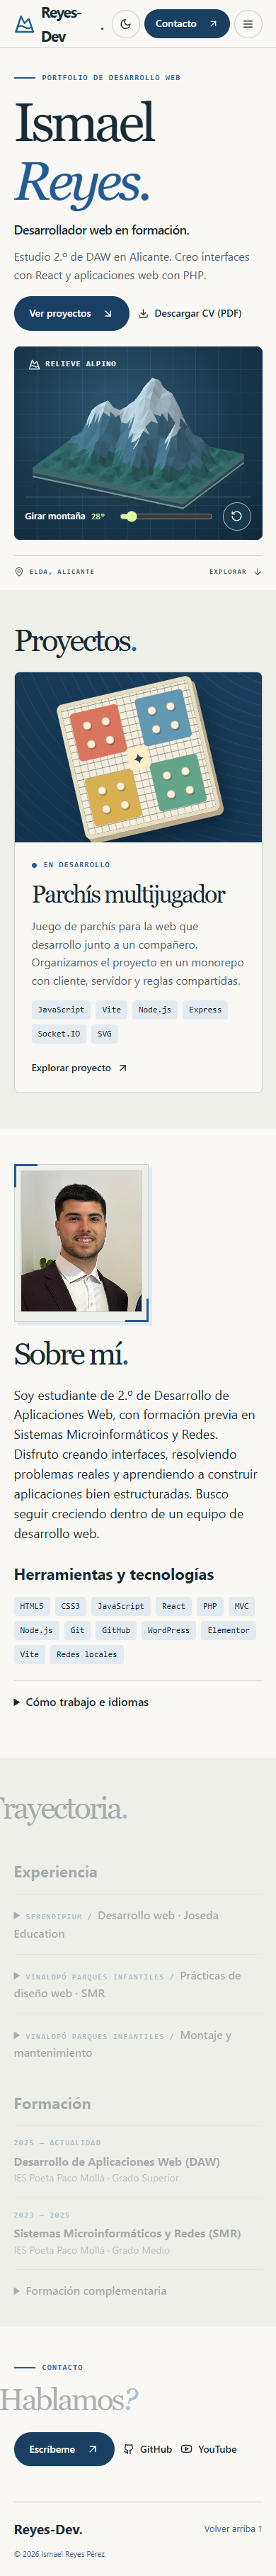 Reyes-
Dev.
Contacto
PORTFOLIO DE DESARROLLO WEB
Ismael
Reyes.
Desarrollador web en formación.
Estudio 2.º de DAW en Alicante. Creo interfaces
con React y aplicaciones web con PHP.
Ver proyectos
Descargar CV (PDF)
RELIEVE ALPINO
Girar montaña 28°
ELDA, ALICANTE
EXPLORAR ↓
Proyectos.
EN DESARROLLO
Parchís multijugador
Juego de parchís para la web que
desarrollo junto a un compañero.
Organizamos el proyecto en un monorepo
con cliente, servidor y reglas compartidas.
JavaScript Vite Node.js Express
Socket.IO SVG
Explorar proyecto
Sobre mí.
Soy estudiante de 2.º de Desarrollo de
Aplicaciones Web, con formación previa en
Sistemas Microinformáticos y Redes.
Disfruto creando interfaces, resolviendo
problemas reales y aprendiendo a construir
aplicaciones bien estructuradas. Busco
seguir creciendo dentro de un equipo de
desarrollo web.
Herramientas y tecnologías
HTML5 CSS3 JavaScript React PHP MVC
Node.js Git GitHub WordPress Elementor
Vite Redes locales
Cómo trabajo e idiomas
Trayectoria.
Experiencia
SERENDIPIUM / Desarrollo web · Joseda
Education
VINALOPÓ PARQUES INFANTILES / Prácticas de
diseño web · SMR
VINALOPÓ PARQUES INFANTILES / Montaje y
mantenimiento
Formación
2025 — ACTUALIDAD
Desarrollo de Aplicaciones Web (DAW)
IES Poeta Paco Mollá · Grado Superior
2023 — 2025
Sistemas Microinformáticos y Redes (SMR)
IES Poeta Paco Mollá · Grado Medio
Formación complementaria
CONTACTO
Hablamos?
Escríbeme
GitHub
YouTube
Reyes-Dev.
Volver arriba ↑
© 2026 Ismael Reyes Pérez